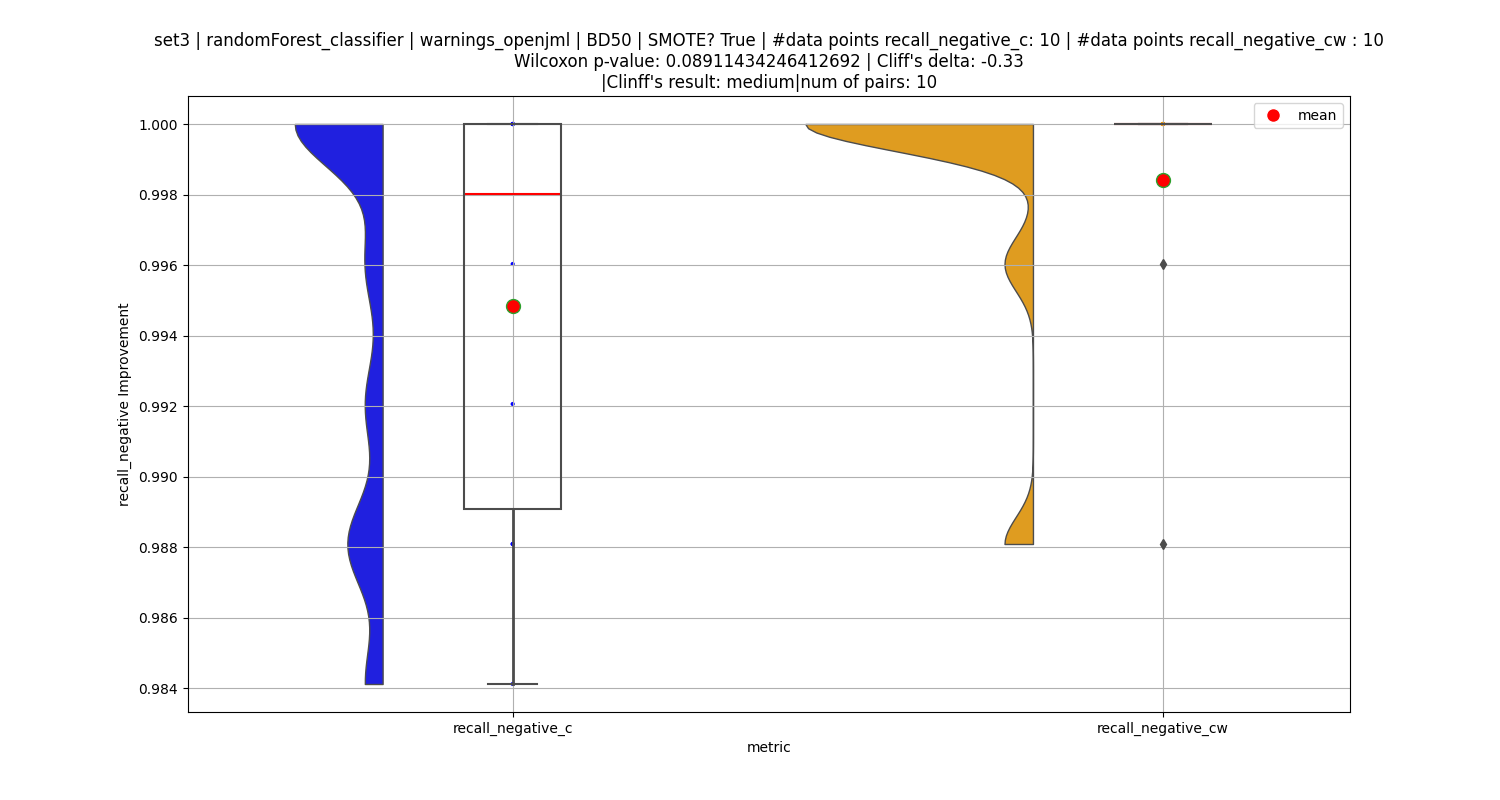 set3 | randomForest_classifier | warnings_openjml | BD50 | SMOTE? True | #data points recall_negative_c: 10 | #data points recall_negative_cw : 10
Wilcoxon p-value: 0.08911434246412692 | Cliff's delta: -0.33
|Clinff's result: medium|num of pairs: 10
mean
1.000
0.998
0.996
0.994
0.992
0.990
0.988
0.986
0.984
recall_negative Improvement
recall_negative_c
recall_negative_cw
metric